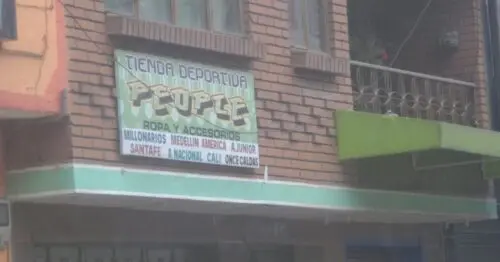 TIENDA DEPORTIVA
PEOPLE
ROPA Y ACCESORIOS
MILLONARIOS MEDELLIN AMERICA A.JUNIOR
SANTAFE A NACIONAL CALI ONCE CALDAS